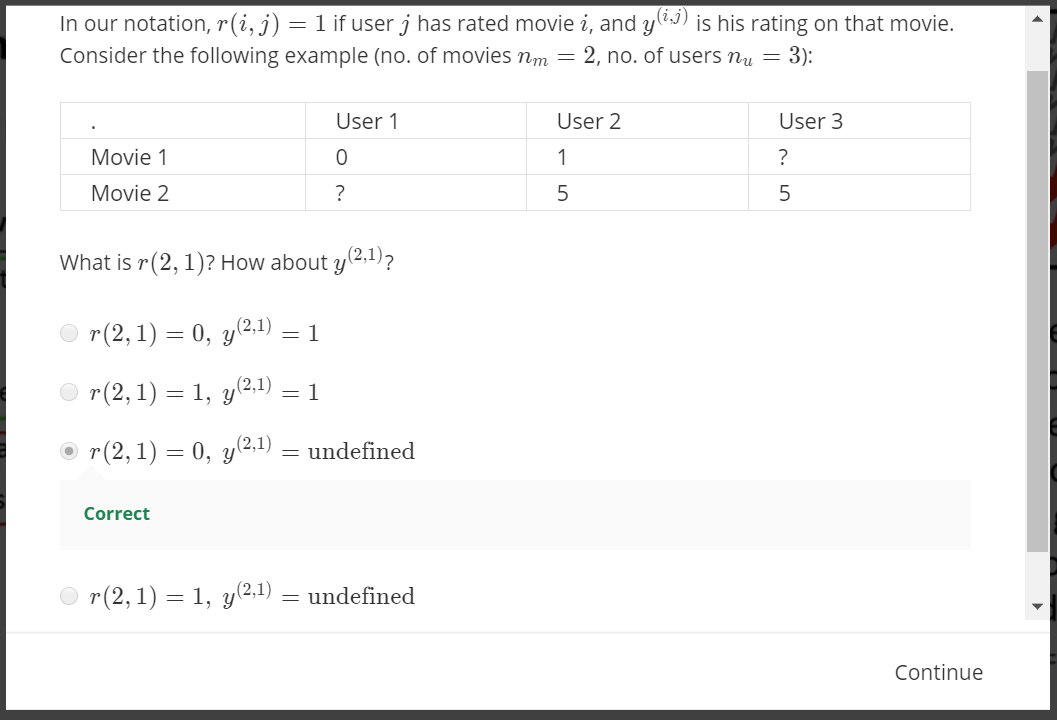 In our notation, r(i, j) = 1 if user j has rated movie i, and y^(i,j) is his rating on that movie.
Consider the following example (no. of movies n_m = 2, no. of users n_u = 3):
. User 1 User 2 User 3
Movie 1 0 1 ?
Movie 2 ? 5 5
What is r(2, 1)? How about y^(2,1)?
r(2, 1) = 0, y^(2,1) = 1
r(2, 1) = 1, y^(2,1) = 1
r(2, 1) = 0, y^(2,1) = undefined
Correct
r(2, 1) = 1, y^(2,1) = undefined
Continue